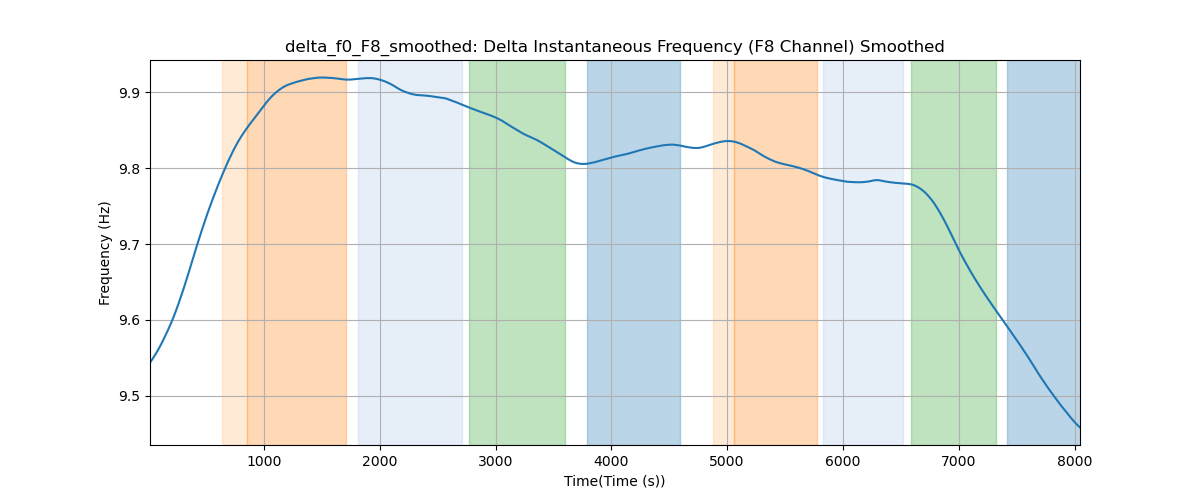 delta_f0_F8_smoothed: Delta Instantaneous Frequency (F8 Channel) Smoothed
Frequency (Hz)
9.9
9.8
9.7
9.6
9.5
1000 2000 3000 4000 5000 6000 7000 8000
Time(Time (s))